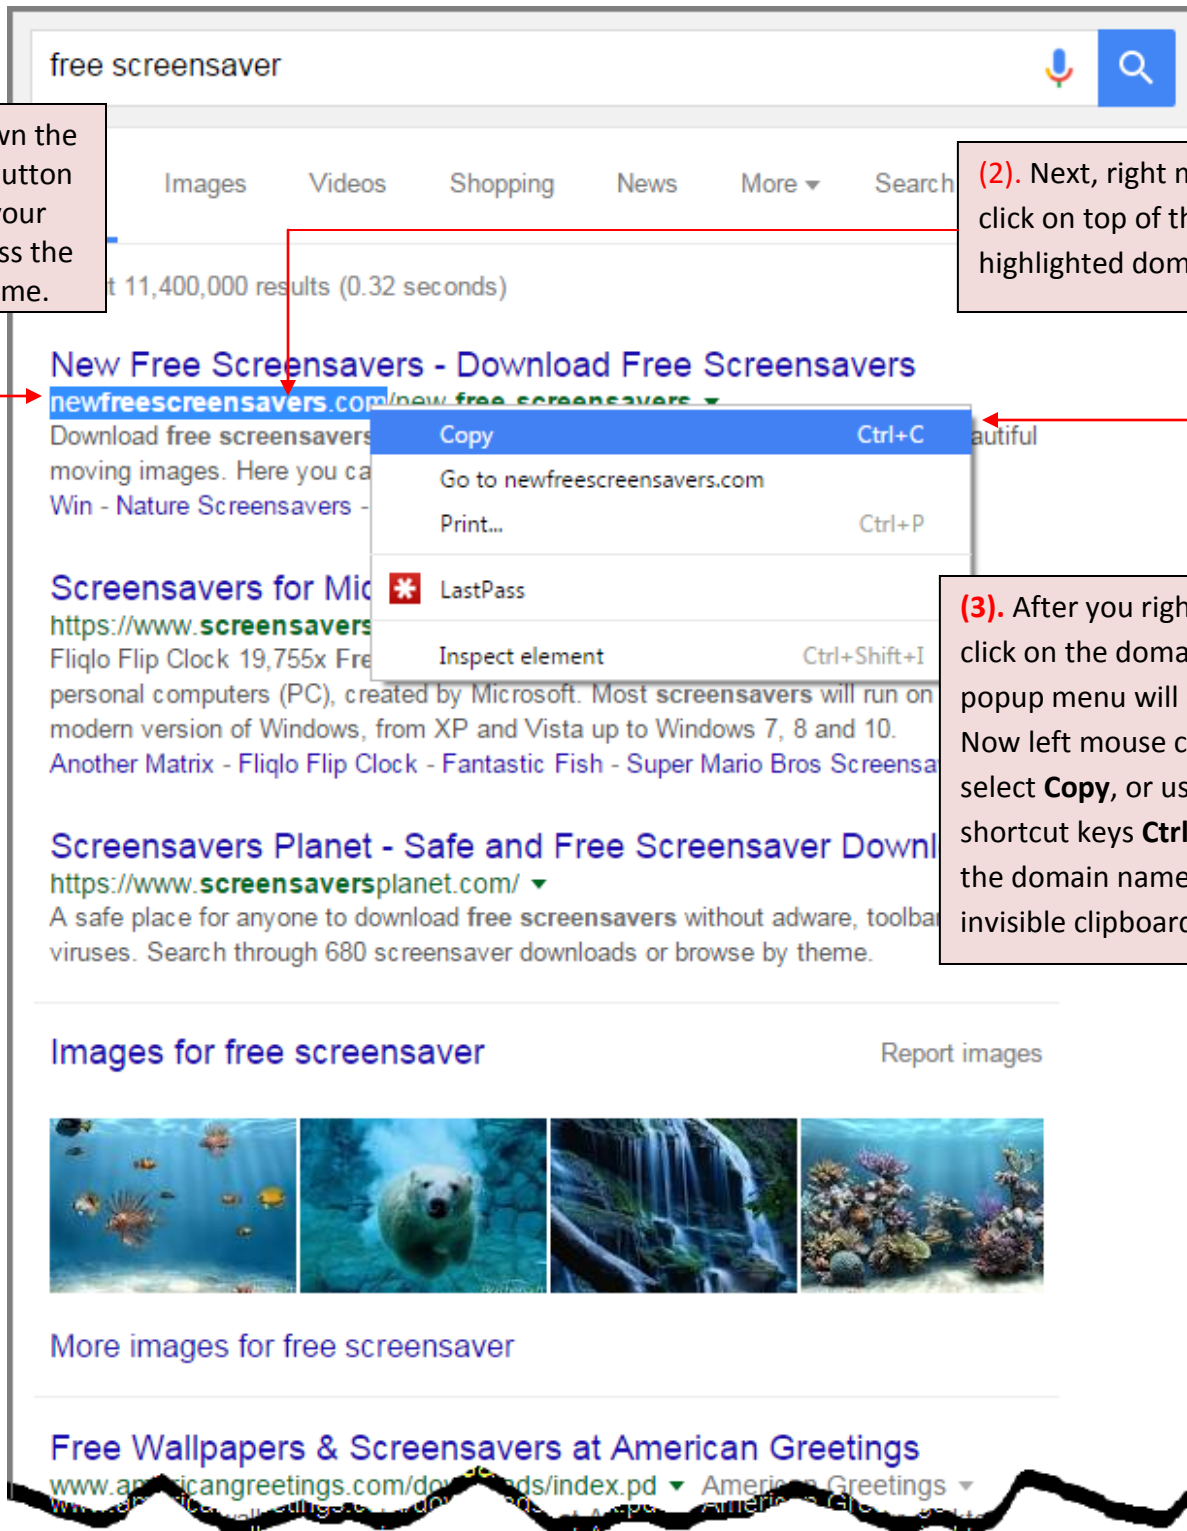 free screensaver
wn the
utton
your
ss the
me.
Images Videos Shopping News More Search
(2). Next, right m
click on top of th
highlighted dom
t 11,400,000 results (0.32 seconds)
New Free Screensavers - Download Free Screensavers
newfreescreensavers.com/new-free-screensavers
Download free screensavers autiful
moving images. Here you ca
Win - Nature Screensavers -
Copy Ctrl+C
Go to newfreescreensavers.com
Print... Ctrl+P
LastPass
Inspect element Ctrl+Shift+I
Screensavers for Mic
https://www.screensavers
Fliqlo Flip Clock 19,755x Fre
personal computers (PC), created by Microsoft. Most screensavers will run on
modern version of Windows, from XP and Vista up to Windows 7, 8 and 10.
Another Matrix - Fliqlo Flip Clock - Fantastic Fish - Super Mario Bros Screensa
(3). After you righ
click on the doma
popup menu will
Now left mouse c
select Copy, or us
shortcut keys Ctrl
the domain name
invisible clipboard
Screensavers Planet - Safe and Free Screensaver Downl
https://www.screensaversplanet.com/
A safe place for anyone to download free screensavers without adware, toolba
viruses. Search through 680 screensaver downloads or browse by theme.
Images for free screensaver Report images
More images for free screensaver
Free Wallpapers & Screensavers at American Greetings
www.americangreetings.com/downloads/index.pd American Greetings